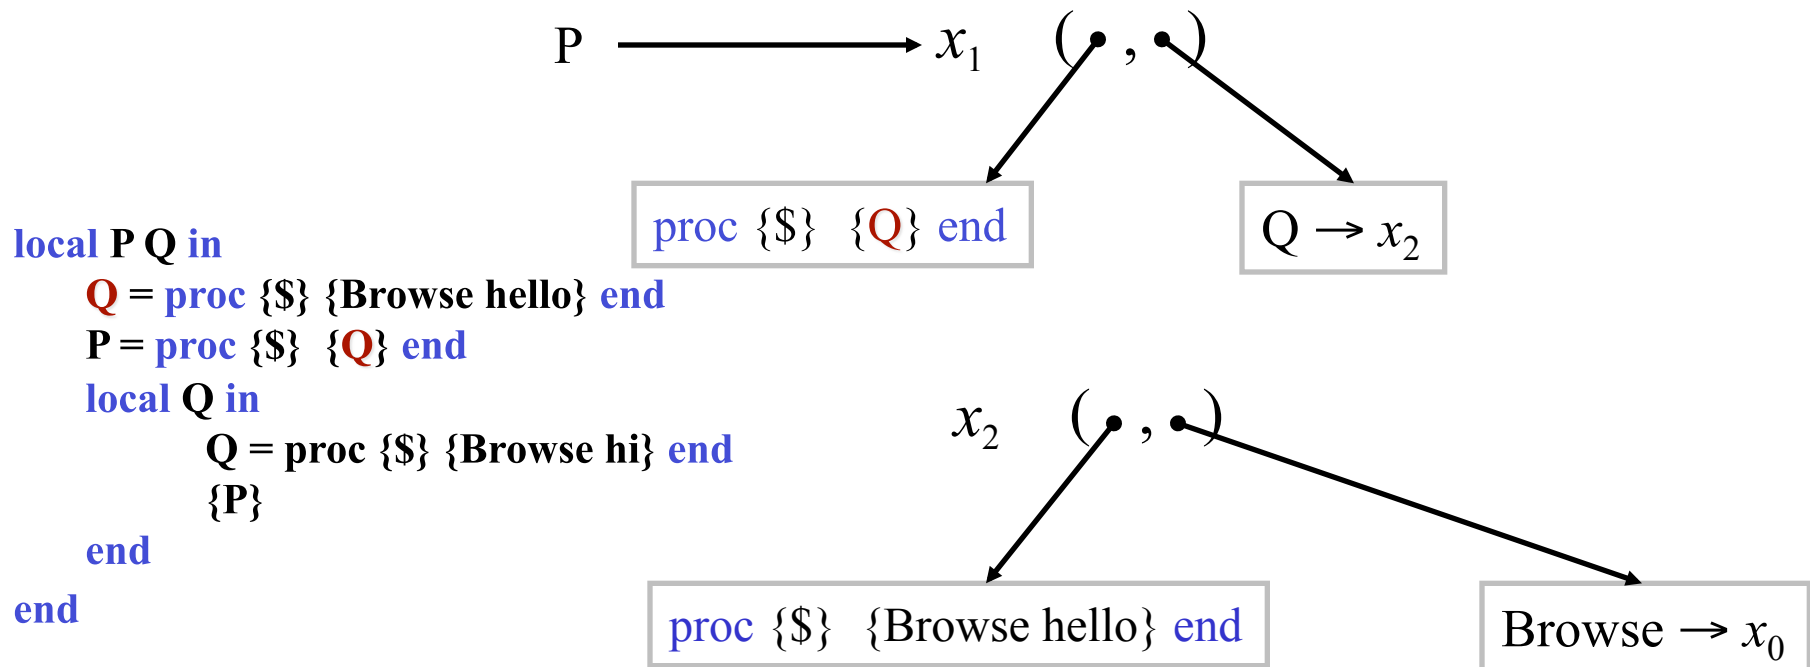 P x1 ( , )
proc {$} {Q} end
Q → x2
local P Q in
Q = proc {$} {Browse hello} end
P = proc {$} {Q} end
local Q in
Q = proc {$} {Browse hi} end
{P}
end
end
x2 ( , )
proc {$} {Browse hello} end
Browse → x0